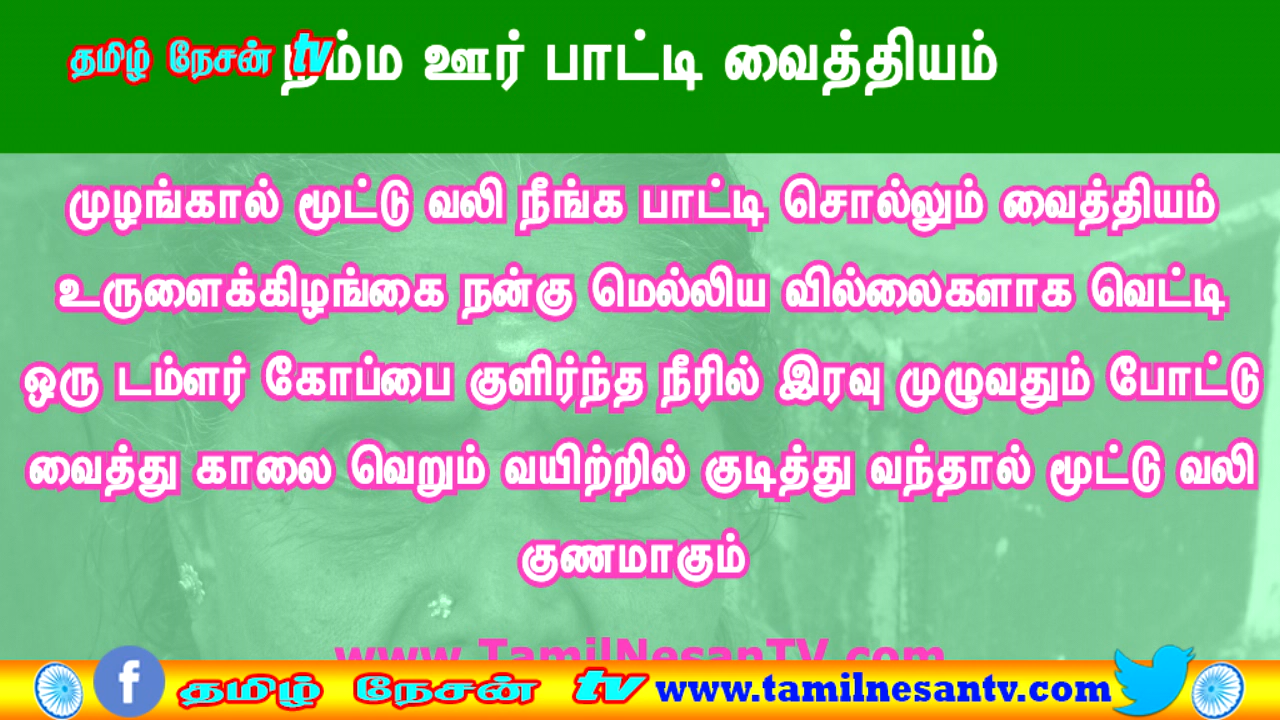 தமிழ் நேசன் tv நம்ம ஊர் பாட்டி வைத்தியம்
முழங்கால் மூட்டு வலி நீங்க பாட்டி சொல்லும் வைத்தியம்
உருளைக்கிழங்கை நன்கு மெல்லிய வில்லைகளாக வெட்டி
ஒரு டம்ளர் கோப்பை குளிர்ந்த நீரில் இரவு முழுவதும் போட்டு
வைத்து காலை வெறும் வயிற்றில் குடித்து வந்தால் மூட்டு வலி
குணமாகும்
www.TamilNesanTV.com
f தமிழ் நேசன் tv www.tamilnesantv.com